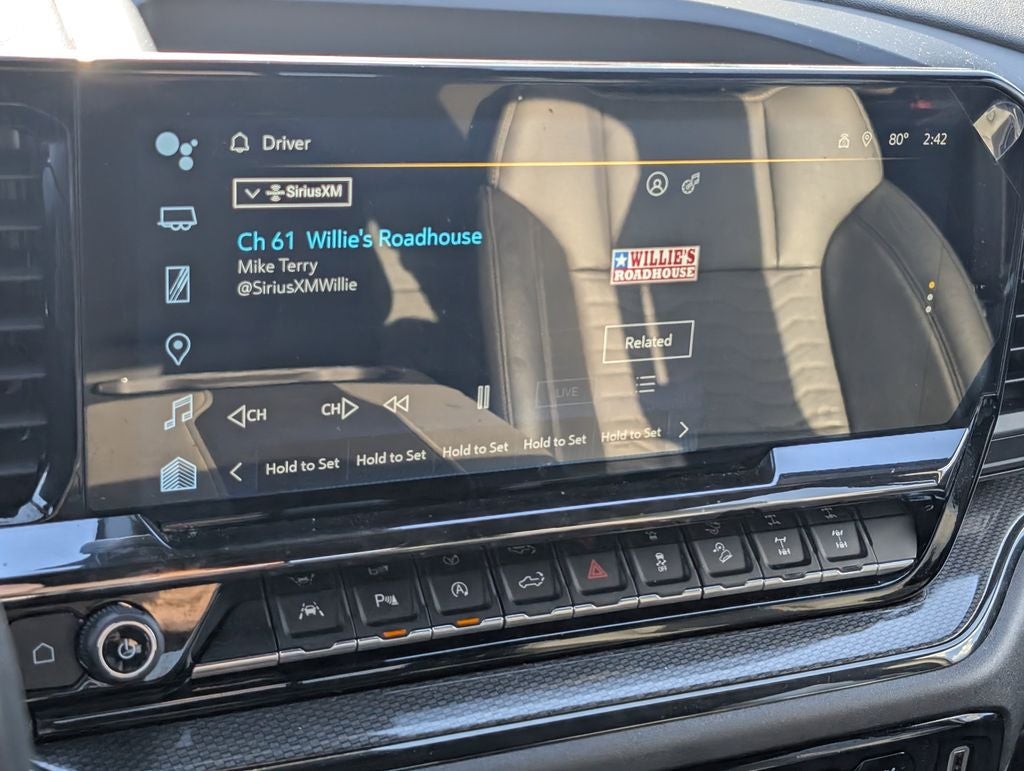 Driver
80° 2:42
SiriusXM
Ch 61 Willie's Roadhouse
Mike Terry
@SiriusXMWillie
WILLIE'S
ROADHOUSE
Related
LIVE
CH CH
Hold to Set Hold to Set Hold to Set Hold to Set Hold to Set
P
A
OFF